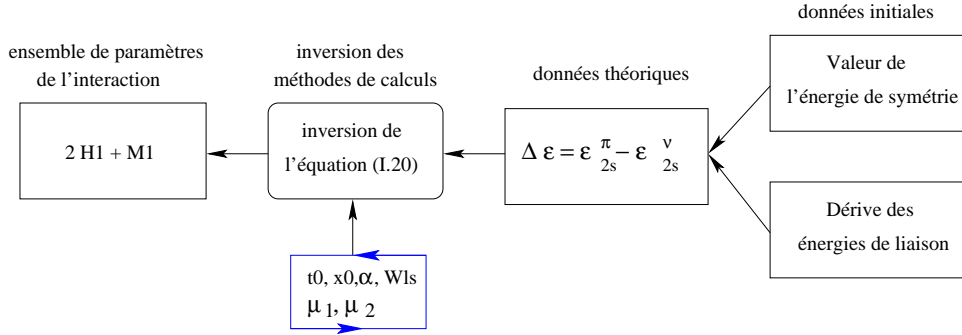 ensemble de paramètres
de l'interaction
2 H1 + M1
inversion des
méthodes de calculs
inversion de
l'équation (I.20)
t0, x0,α, Wls
μ 1, μ 2
données théoriques
Δ ε = ε π 2s − ε ν 2s
données initiales
Valeur de
l'énergie de symétrie
Dérive des
énergies de liaison